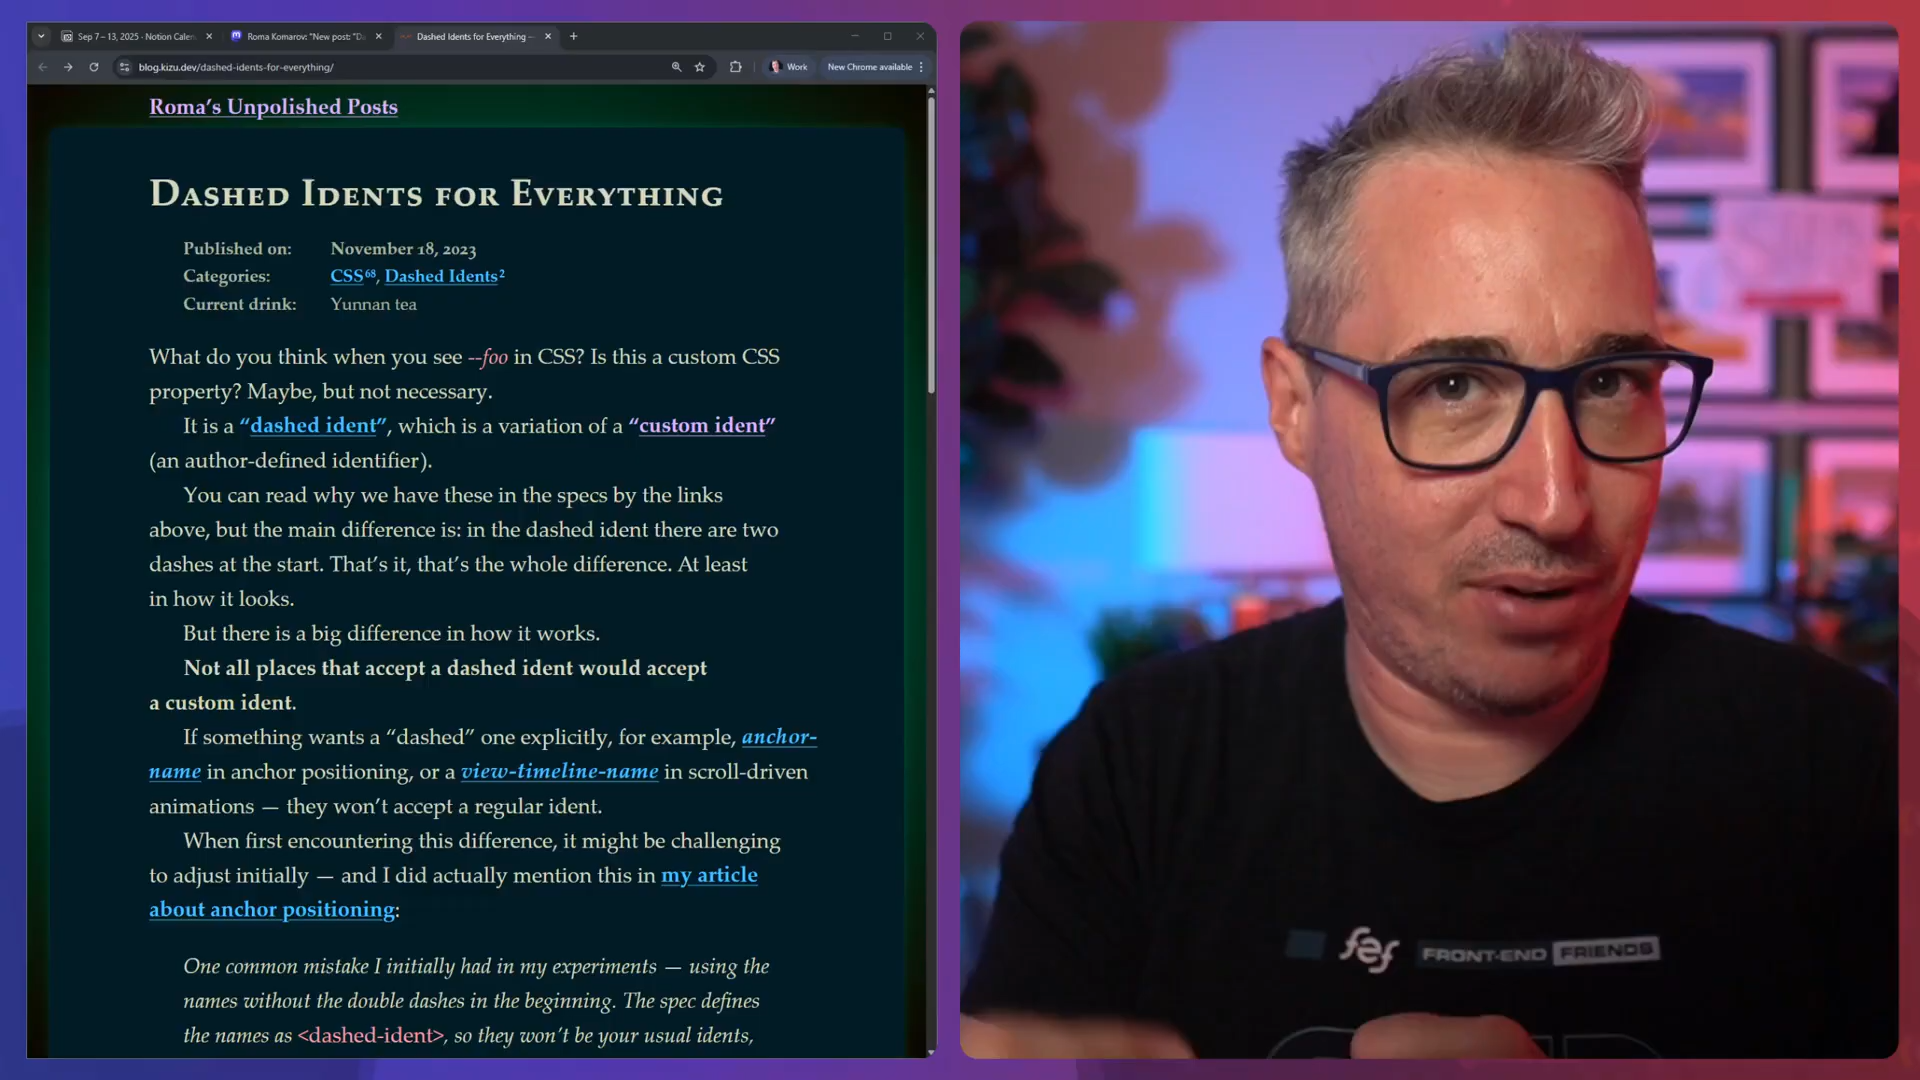 Sep 7 – 13, 2025 · Notion Calen
Roma Komarov: "New post: "Da
Dashed Idents for Everything —
blog.kizu.dev/dashed-idents-for-everything/
Work
New Chrome available
Roma's Unpolished Posts
Dashed Idents for Everything
Published on: November 18, 2023
Categories: CSS68, Dashed Idents2
Current drink: Yunnan tea
What do you think when you see --foo in CSS? Is this a custom CSS
property? Maybe, but not necessary.
It is a “dashed ident”, which is a variation of a “custom ident”
(an author-defined identifier).
You can read why we have these in the specs by the links
above, but the main difference is: in the dashed ident there are two
dashes at the start. That’s it, that’s the whole difference. At least
in how it looks.
But there is a big difference in how it works.
Not all places that accept a dashed ident would accept
a custom ident.
If something wants a “dashed” one explicitly, for example, anchor-
name in anchor positioning, or a view-timeline-name in scroll-driven
animations — they won’t accept a regular ident.
When first encountering this difference, it might be challenging
to adjust initially — and I did actually mention this in my article
about anchor positioning:
One common mistake I initially had in my experiments — using the
names without the double dashes in the beginning. The spec defines
the names as <dashed-ident>, so they won’t be your usual idents,
fef FRONT-END FRIENDS